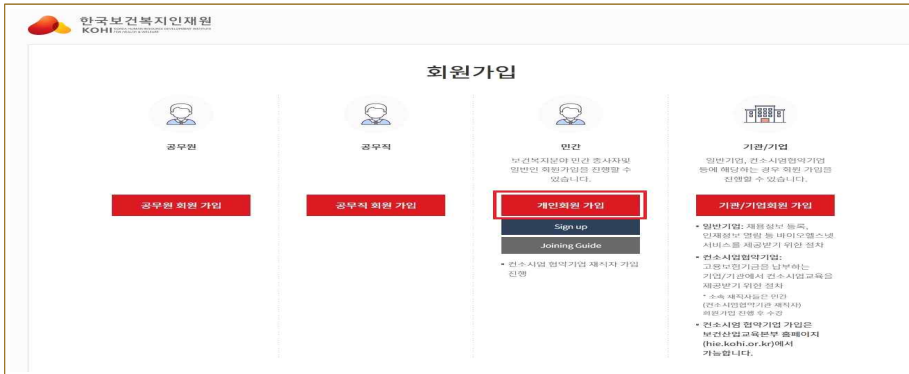 한국보건복지인재원
KOHI KOREA HUMAN RESOURCE DEVELOPMENT INSTITUTE
FOR HEALTH & WELFARE
회원가입
공무원
공무원 회원 가입
공무직
공무직 회원 가입
민간
보건복지분야 민간 종사자및
일반인 회원가입을 진행할 수
있습니다.
개인회원 가입
Sign up
Joining Guide
• 컨소시엄 협약기업 재직자 가입
진행
기관/기업
일반기업, 컨소시엄협약기업
등에 해당하는 경우 회원 가입을
진행할 수 있습니다.
기관/기업회원 가입
• 일반기업: 채용정보 등록,
인재정보 열람 등 바이오헬스넷
서비스를 제공받기 위한 절차
• 컨소시엄협약기업:
고용보험기금을 납부하는
기업/기관에서 컨소시엄교육을
제공받기 위한 절차
* 소속 재직자들은 민간
(컨소시엄협약기관 재직자)
회원가입 진행 후 수강
• 컨소시엄 협약기업 가입은
보건산업교육본부 홈페이지
(hie.kohi.or.kr)에서
가능합니다.